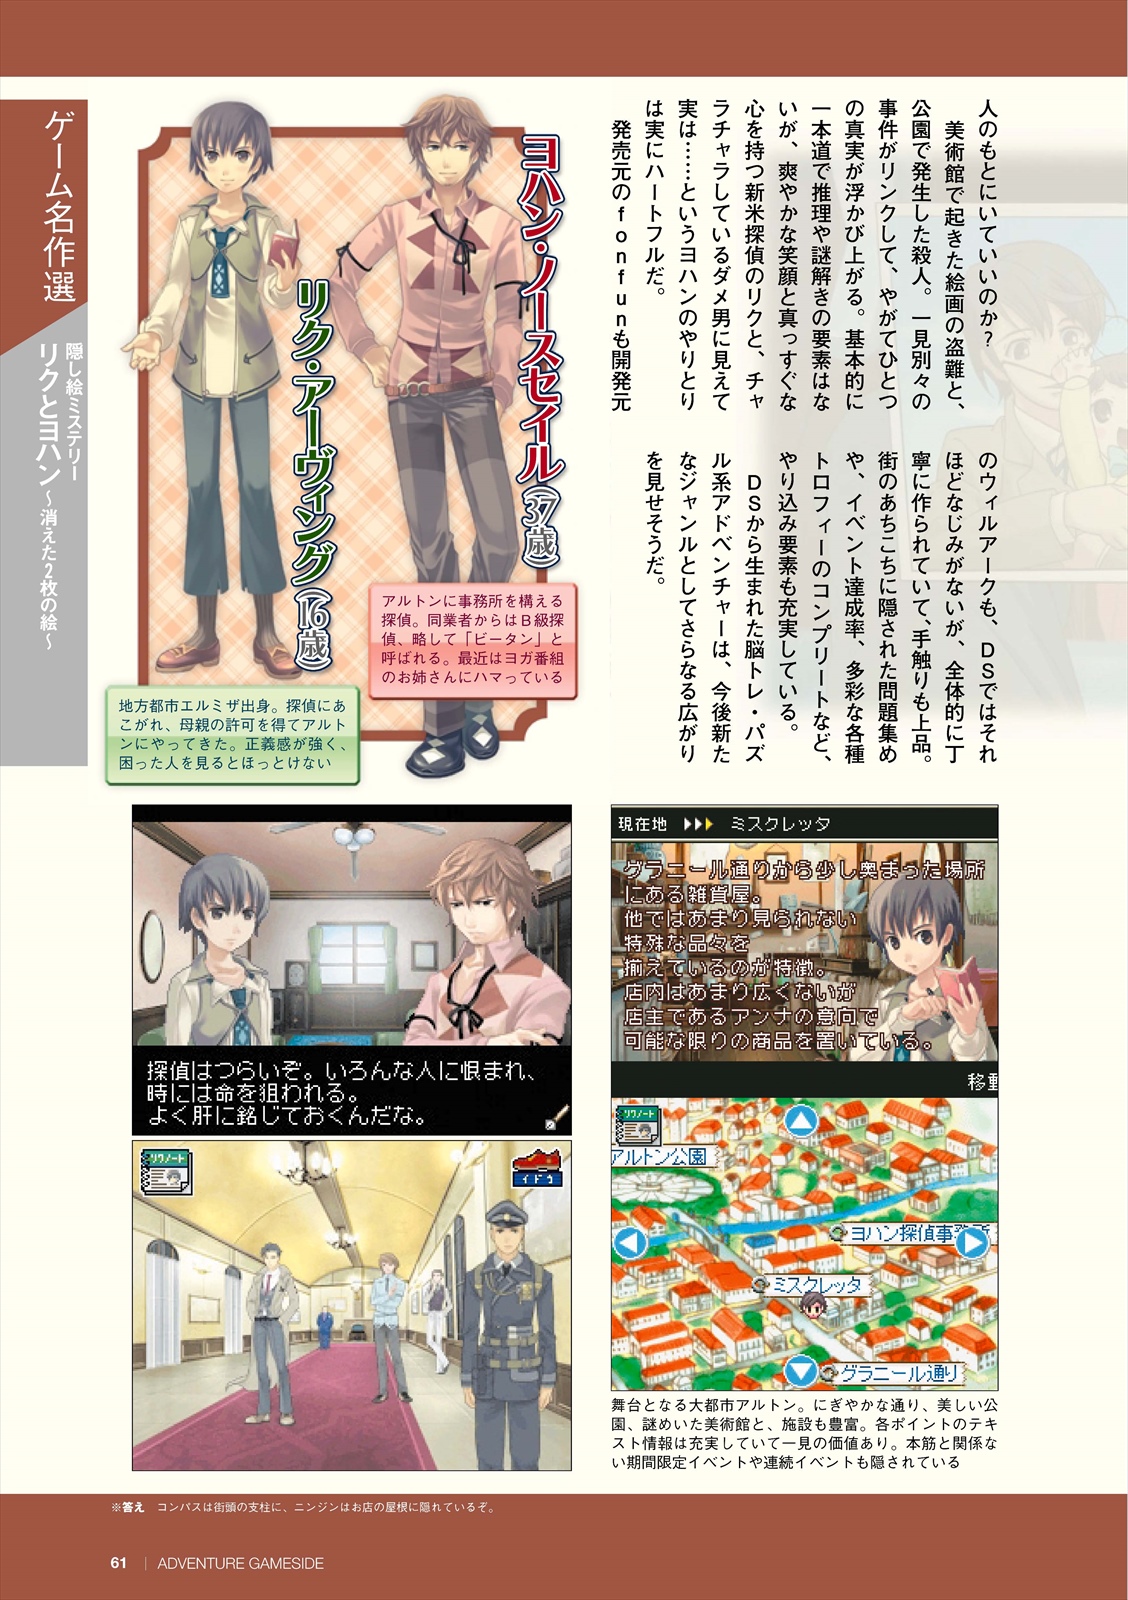 人のもとにいていいのか?
美術館で起きた絵画の盗難と、
公園で発生した殺人。一見別々の
事件がリンクして、やがてひとつ
の真実が浮かび上がる。基本的に
一本道で推理や謎解きの要素はな
いが、爽やかな笑顔と真っすぐな
心を持つ新米探偵のリクと、チャ
ラチャラしているダメ男に見えて
実は……というヨハンのやりとり
は実にハートフルだ。
発売元のfonfunも開発元
のウィルアークも、DSではそれ
ほどなじみがないが、全体的に丁
寧に作られていて、手触りも上品。
街のあちこちに隠された問題集め
や、イベント達成率、多彩な各種
トロフィーのコンプリートなど、
やり込み要素も充実している。
DSから生まれた脳トレ・パズ
ル系アドベンチャーは、今後新た
なジャンルとしてさらなる広がり
を見せそうだ。
ヨハン・ノースセイル(37歳)
アルトンに事務所を構える
探偵。同業者からはB級探
偵、略して「ビータン」と
呼ばれる。最近はヨガ番組
のお姉さんにハマっている
リク・アーヴィング(16歳)
地方都市エルミザ出身。探偵にあ
こがれ、母親の許可を得てアルト
ンにやってきた。正義感が強く、
困った人を見るとほっとけない
ゲーム名作選
隠し絵ミステリー
リクとヨハン～消えた2枚の絵～
探偵はつらいぞ。いろんな人に恨まれ、
時には命を狙われる。
よく肝に銘じておくんだな。
リクノート
イドウ
現在地 ミスクレッタ
グラニール通りから少し奥まった場所
にある雑貨屋。
他ではあまり見られない
特殊な品々を
揃えているのが特徴。
店内はあまり広くないが
店主であるアンナの意向で
可能な限りの商品を置いている。
移動
リクノート
アルトン公園
ヨハン探偵事務所
ミスクレッタ
グラニール通り
舞台となる大都市アルトン。にぎやかな通り、美しい公
園、謎めいた美術館と、施設も豊富。各ポイントのテキ
スト情報は充実していて一見の価値あり。本筋と関係な
い期間限定イベントや連続イベントも隠されている
※答え コンパスは街頭の支柱に、ニンジンはお店の屋根に隠れているぞ。
61 | ADVENTURE GAMESIDE